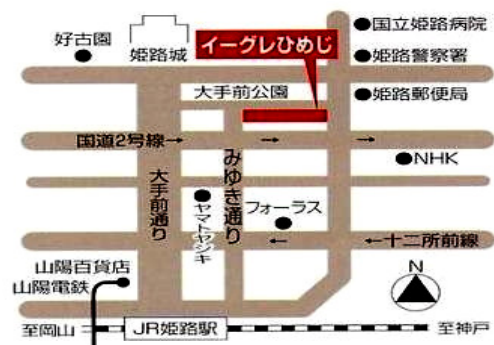 国立姫路病院
好古園
姫路城
イーグレひめじ
姫路警察署
大手前公園
姫路郵便局
国道2号線→
→
→
NHK
大手前通り
みゆき通り
ヤマトヤシキ
フォーラス
←
←十二所前線
山陽百貨店
山陽電鉄
N
至岡山
JR姫路駅
至神戸